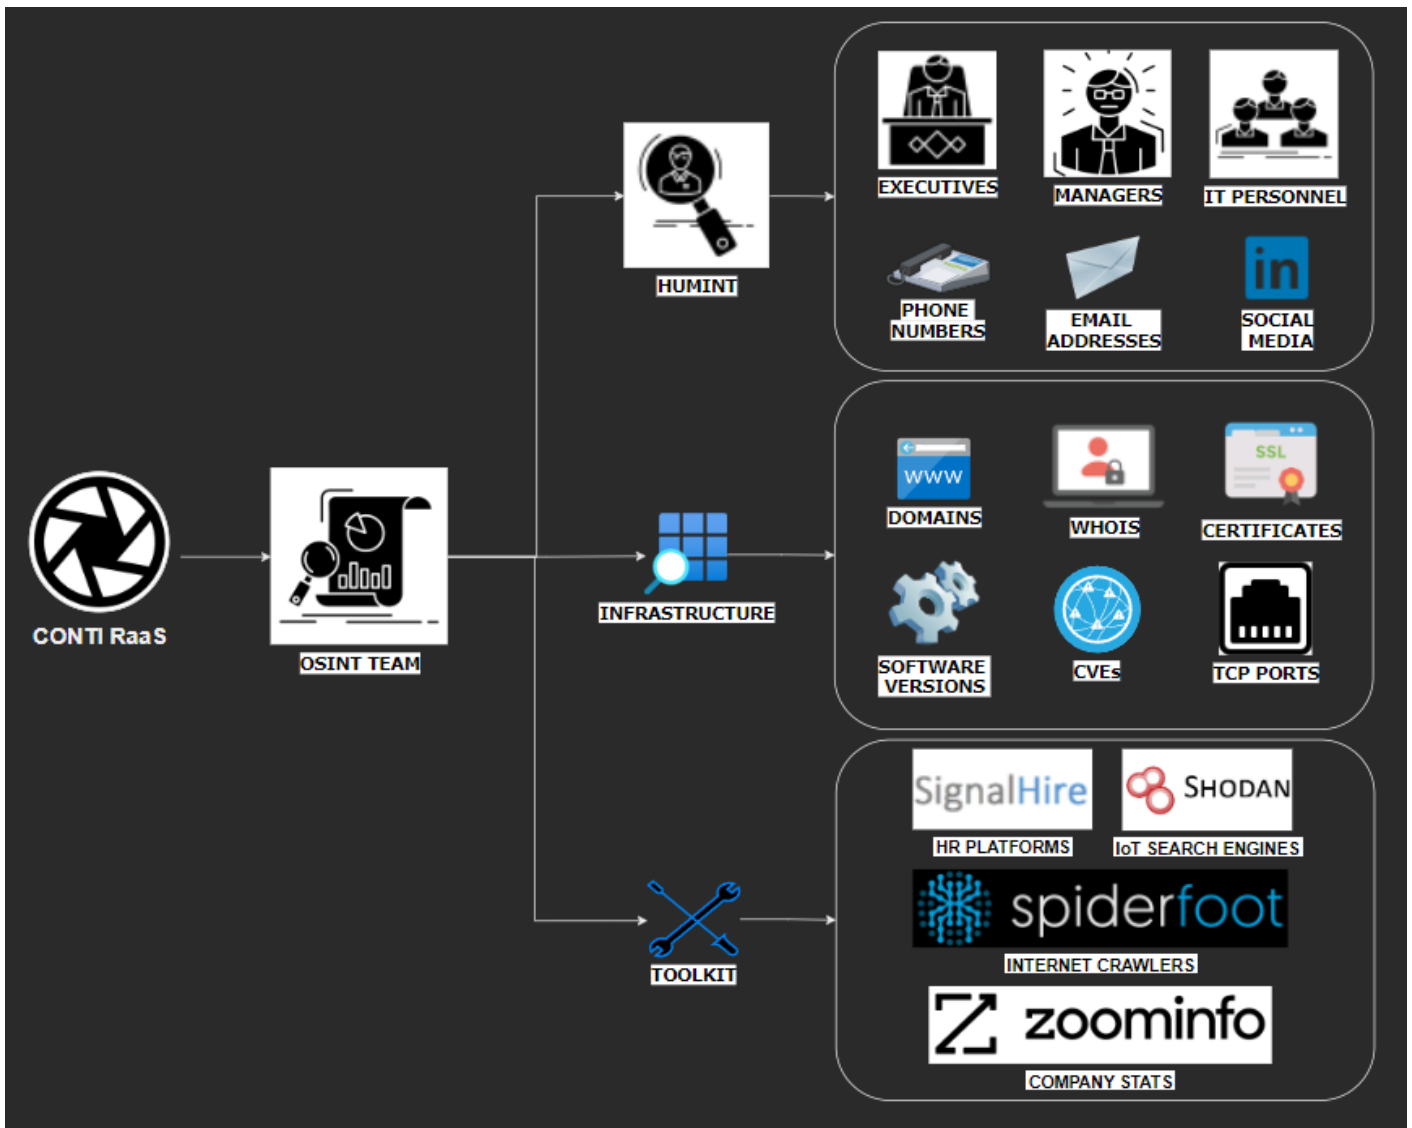 EXECUTIVES
MANAGERS
IT PERSONNEL
HUMINT
PHONE
NUMBERS
EMAIL
ADDRESSES
in
SOCIAL
MEDIA
CONTI RaaS
OSINT TEAM
INFRASTRUCTURE
www
DOMAINS
WHOIS
SSL
CERTIFICATES
SOFTWARE
VERSIONS
CVEs
TCP PORTS
TOOLKIT
SignalHire
HR PLATFORMS
SHODAN
IoT SEARCH ENGINES
spiderfoot
INTERNET CRAWLERS
zoominfo
COMPANY STATS